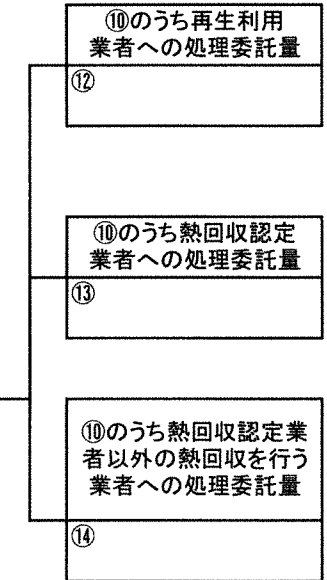 ⑩のうち再生利用
業者への処理委託量
⑫
⑩のうち熱回収認定
業者への処理委託量
⑬
⑩のうち熱回収認定業
者以外の熱回収を行う
業者への処理委託量
⑭